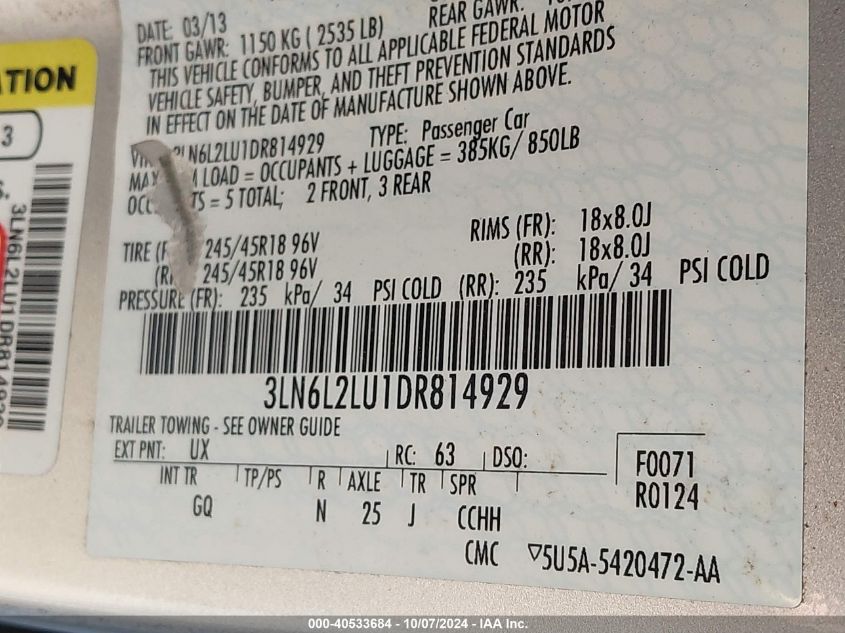 DATE: 03/13
FRONT GAWR: 1150 KG ( 2535 LB) REAR GAWR:
THIS VEHICLE CONFORMS TO ALL APPLICABLE FEDERAL MOTOR
VEHICLE SAFETY, BUMPER, AND THEFT PREVENTION STANDARDS
IN EFFECT ON THE DATE OF MANUFACTURE SHOWN ABOVE.
3LN6L2LU1DR814929 TYPE: Passenger Car
LOAD = OCCUPANTS + LUGGAGE = 385KG/ 850LB
= 5 TOTAL; 2 FRONT, 3 REAR
TIRE 245/45R18 96V RIMS (FR): 18x8.0J
245/45R18 96V (RR): 18x8.0J
PRESSURE (FR): 235 kPa/ 34 PSI COLD (RR): 235 kPa/ 34 PSI COLD
3LN6L2LU1DR814929
TRAILER TOWING - SEE OWNER GUIDE
EXT PNT: UX RC: 63 DSO:
INT TR TP/PS R AXLE TR SPR
GQ N 25 J CCHH
F0071
R0124
CMC ▽5U5A-5420472-AA
ATION
3
3LN6L2LU1DR814929
000-40533684 - 10/07/2024 - IAA Inc.